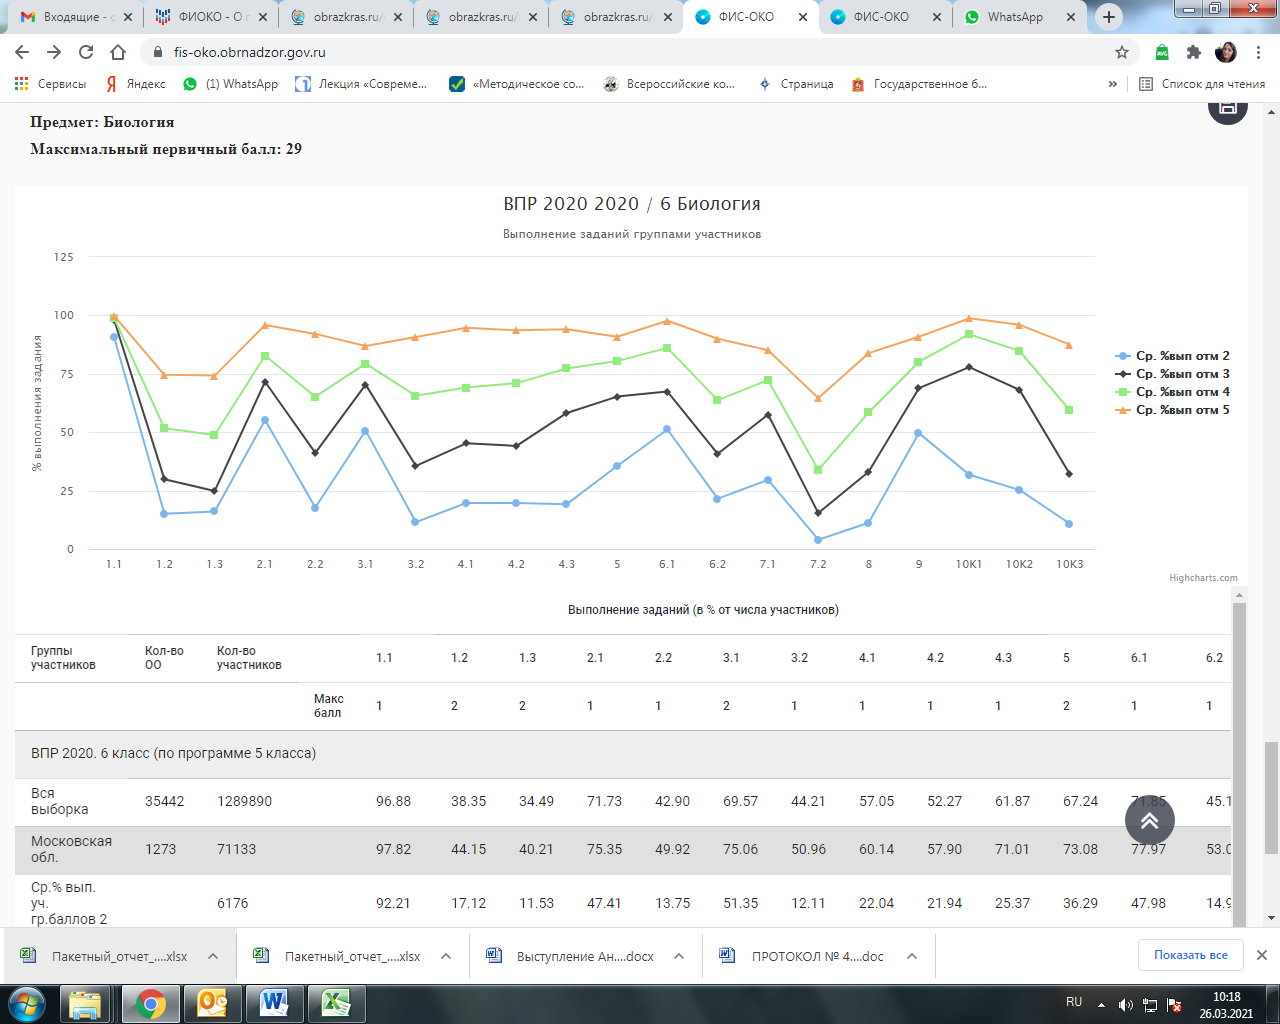 Входящие - с
ФИОКО - О п
obrazkras.ru/
obrazkras.ru/
obrazkras.ru/
ФИС-ОКО
ФИС-ОКО
WhatsApp
fis-oko.obrnadzor.gov.ru
Сервисы
Яндекс
(1) WhatsApp
Лекция «Совреме...
«Методическое со...
Всероссийские ко...
Страница
Государственное б...
»
Список для чтения
Предмет: Биология
Максимальный первичный балл: 29
ВПР 2020 2020 / 6 Биология
Выполнение заданий группами участников
% выполнения задания
125
100
75
50
25
0
1.1 1.2 1.3 2.1 2.2 3.1 3.2 4.1 4.2 4.3 5 6.1 6.2 7.1 7.2 8 9 10K1 10K2 10K3
Ср. %вып отм 2
Ср. %вып отм 3
Ср. %вып отм 4
Ср. %вып отм 5
Highcharts.com
Выполнение заданий (в % от числа участников)
Группы участников Кол-во ОО Кол-во участников 1.1 1.2 1.3 2.1 2.2 3.1 3.2 4.1 4.2 4.3 5 6.1 6.2
Макс балл 1 2 2 1 1 2 1 1 1 1 2 1 1
ВПР 2020. 6 класс (по программе 5 класса)
Вся выборка 35442 1289890 96.88 38.35 34.49 71.73 42.90 69.57 44.21 57.05 52.27 61.87 67.24 71.85 45.1
Московская обл. 1273 71133 97.82 44.15 40.21 75.35 49.92 75.06 50.96 60.14 57.90 71.01 73.08 77.97 53.0
Ср.% вып. уч. гр.баллов 2 6176 92.21 17.12 11.53 47.41 13.75 51.35 12.11 22.04 21.94 25.37 36.29 47.98 14.9
Пакетный_отчет_....xlsx
Пакетный_отчет_....xlsx
Выступление Ан....docx
ПРОТОКОЛ № 4....doc
Показать все
RU
10:18
26.03.2021